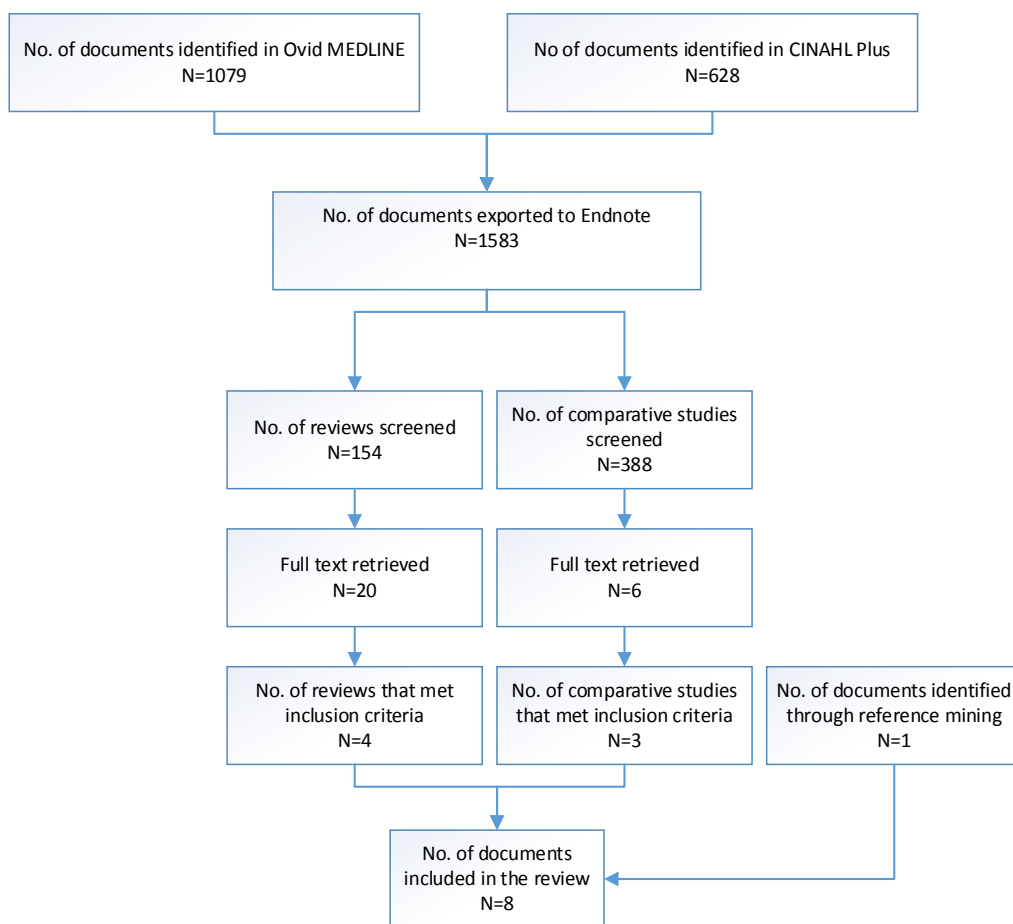 No. of documents identified in Ovid MEDLINE
N=1079
No of documents identified in CINAHL Plus
N=628
No. of documents exported to Endnote
N=1583
No. of reviews screened
N=154
No. of comparative studies
screened
N=388
Full text retrieved
N=20
Full text retrieved
N=6
No. of reviews that met
inclusion criteria
N=4
No. of comparative studies
that met inclusion criteria
N=3
No. of documents identified
through reference mining
N=1
No. of documents
included in the review
N=8